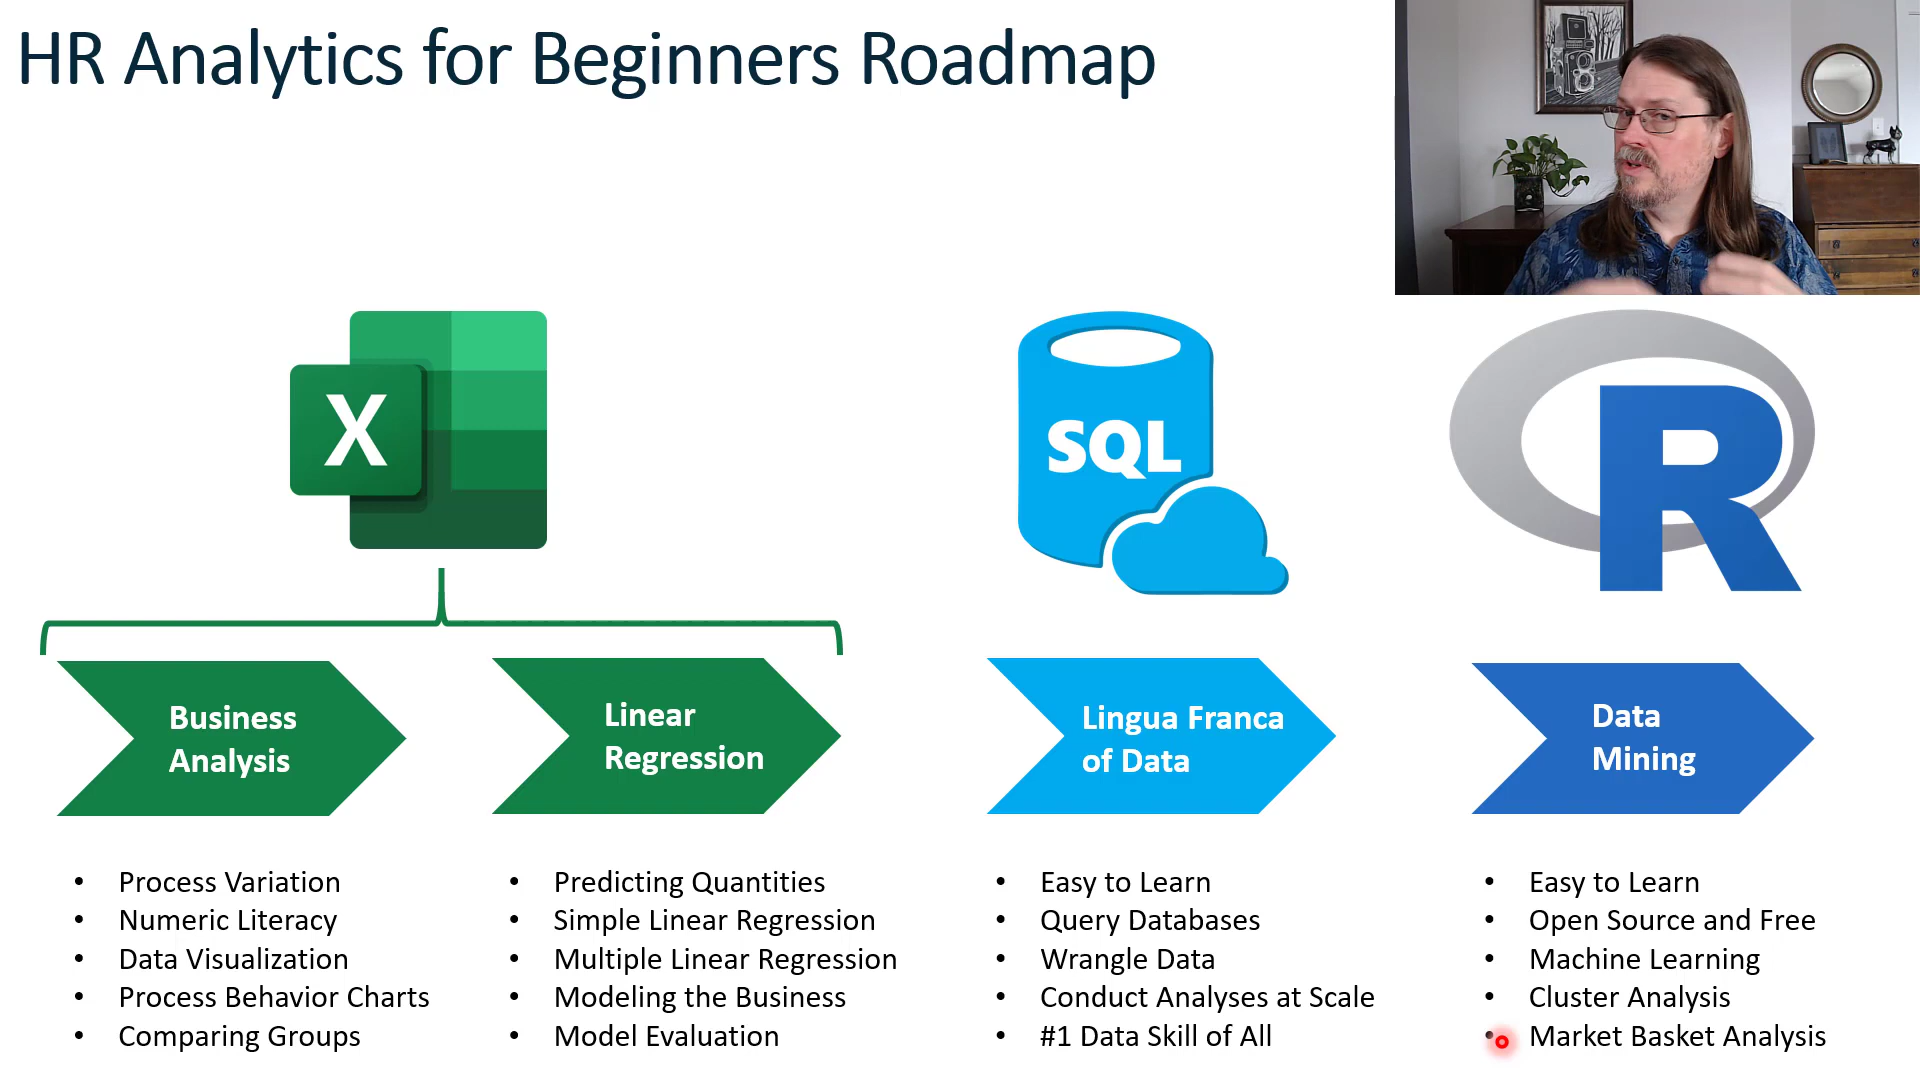 HR Analytics for Beginners Roadmap
X
SQL
R
Business
Analysis
Linear
Regression
Lingua Franca
of Data
Data
Mining
• Process Variation
• Numeric Literacy
• Data Visualization
• Process Behavior Charts
• Comparing Groups
• Predicting Quantities
• Simple Linear Regression
• Multiple Linear Regression
• Modeling the Business
• Model Evaluation
• Easy to Learn
• Query Databases
• Wrangle Data
• Conduct Analyses at Scale
• #1 Data Skill of All
• Easy to Learn
• Open Source and Free
• Machine Learning
• Cluster Analysis
• Market Basket Analysis